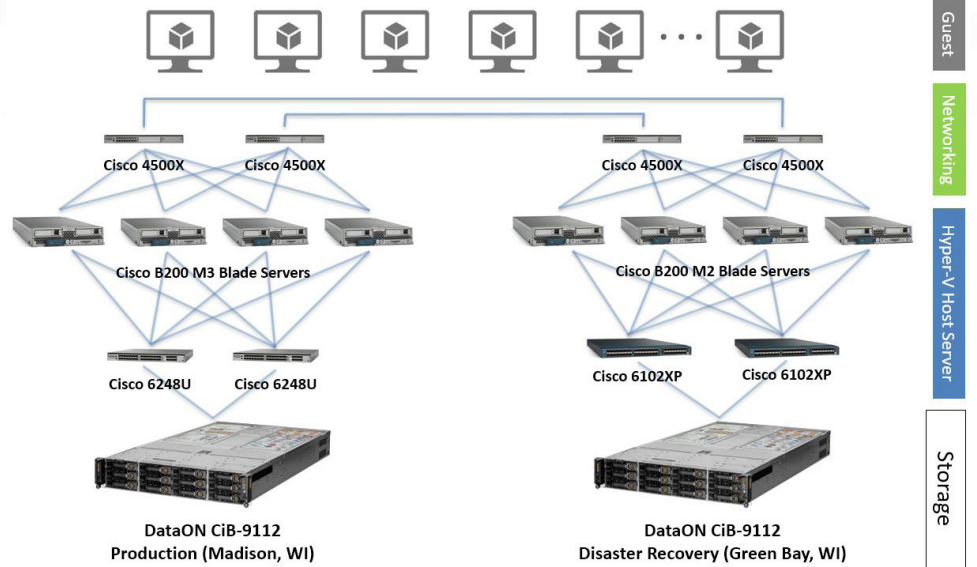 Guest
Networking
Cisco 4500X
Cisco 4500X
Cisco 4500X
Cisco 4500X
Hyper-V Host Server
Cisco B200 M3 Blade Servers
Cisco B200 M2 Blade Servers
Cisco 6248U
Cisco 6248U
Cisco 6102XP
Cisco 6102XP
Storage
DataON CiB-9112
Production (Madison, WI)
DataON CiB-9112
Disaster Recovery (Green Bay, WI)